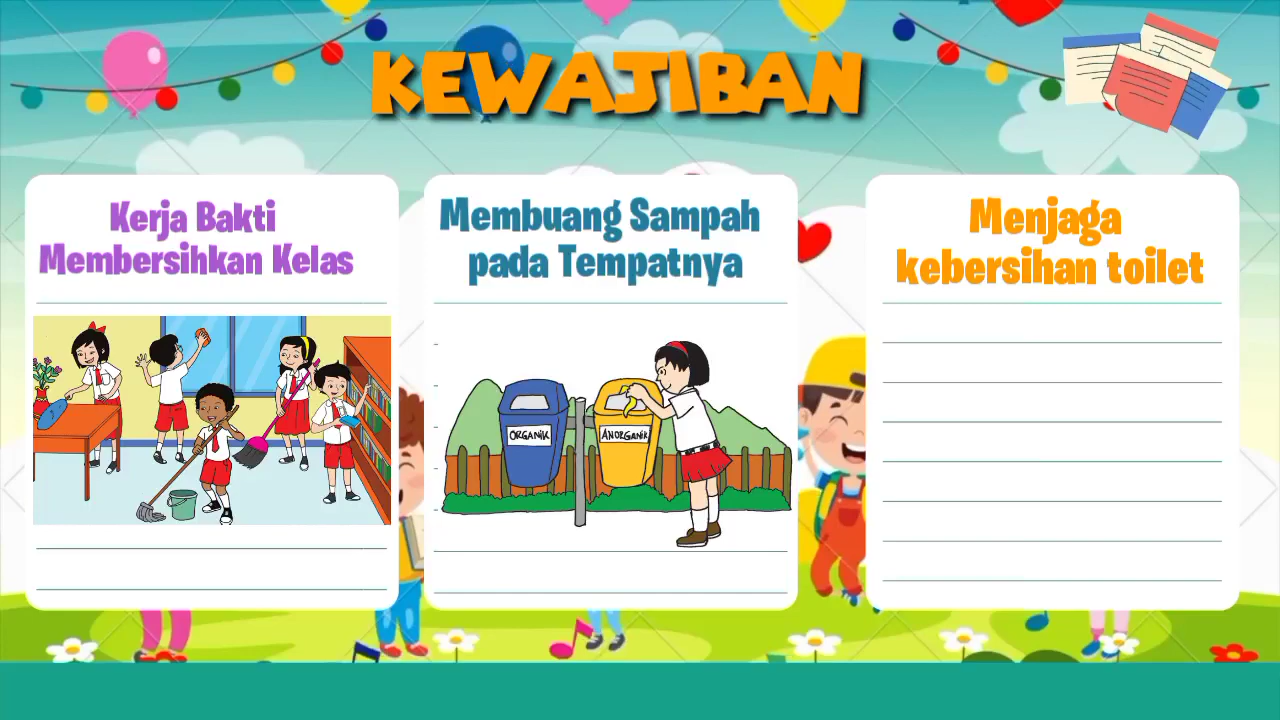 KEWAJIBAN
Kerja Bakti
Membersihkan Kelas
Membuang Sampah
pada Tempatnya
ORGANIK
ANORGANIK
Menjaga
kebersihan toilet